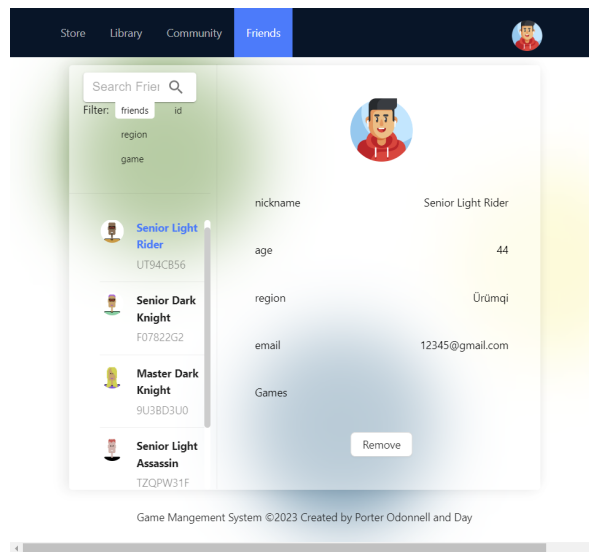 Store Library Community Friends
Search Frier
Filter: friends id
region
game
Senior Light
Rider
UT94CB56
Senior Dark
Knight
F07822G2
Master Dark
Knight
9U3BD3U0
Senior Light
Assassin
TZQPW31F
nickname Senior Light Rider
age 44
region Ürümqi
email 12345@gmail.com
Games
Remove
Game Mangement System ©2023 Created by Porter Odonnell and Day